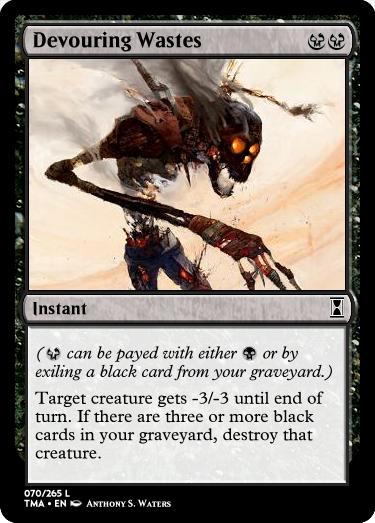 Devouring Wastes
Instant
( can be payed with either or by
exiling a black card from your graveyard.)
Target creature gets -3/-3 until end of
turn. If there are three or more black
cards in your graveyard, destroy that
creature.
070/265 L
TMA • EN Anthony S. Waters